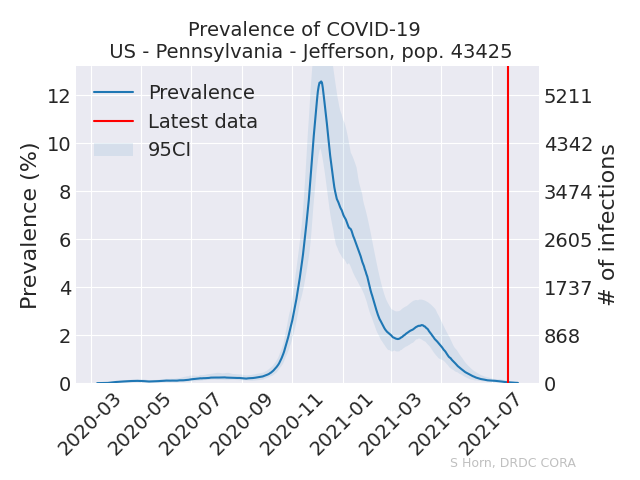 Prevalence of COVID-19
US - Pennsylvania - Jefferson, pop. 43425
Prevalence
Latest data
95CI
Prevalence (%)
12
10
8
6
4
2
0
# of infections
5211
4342
3474
2605
1737
868
0
2020-03
2020-05
2020-07
2020-09
2020-11
2021-01
2021-03
2021-05
2021-07
S Horn, DRDC CORA